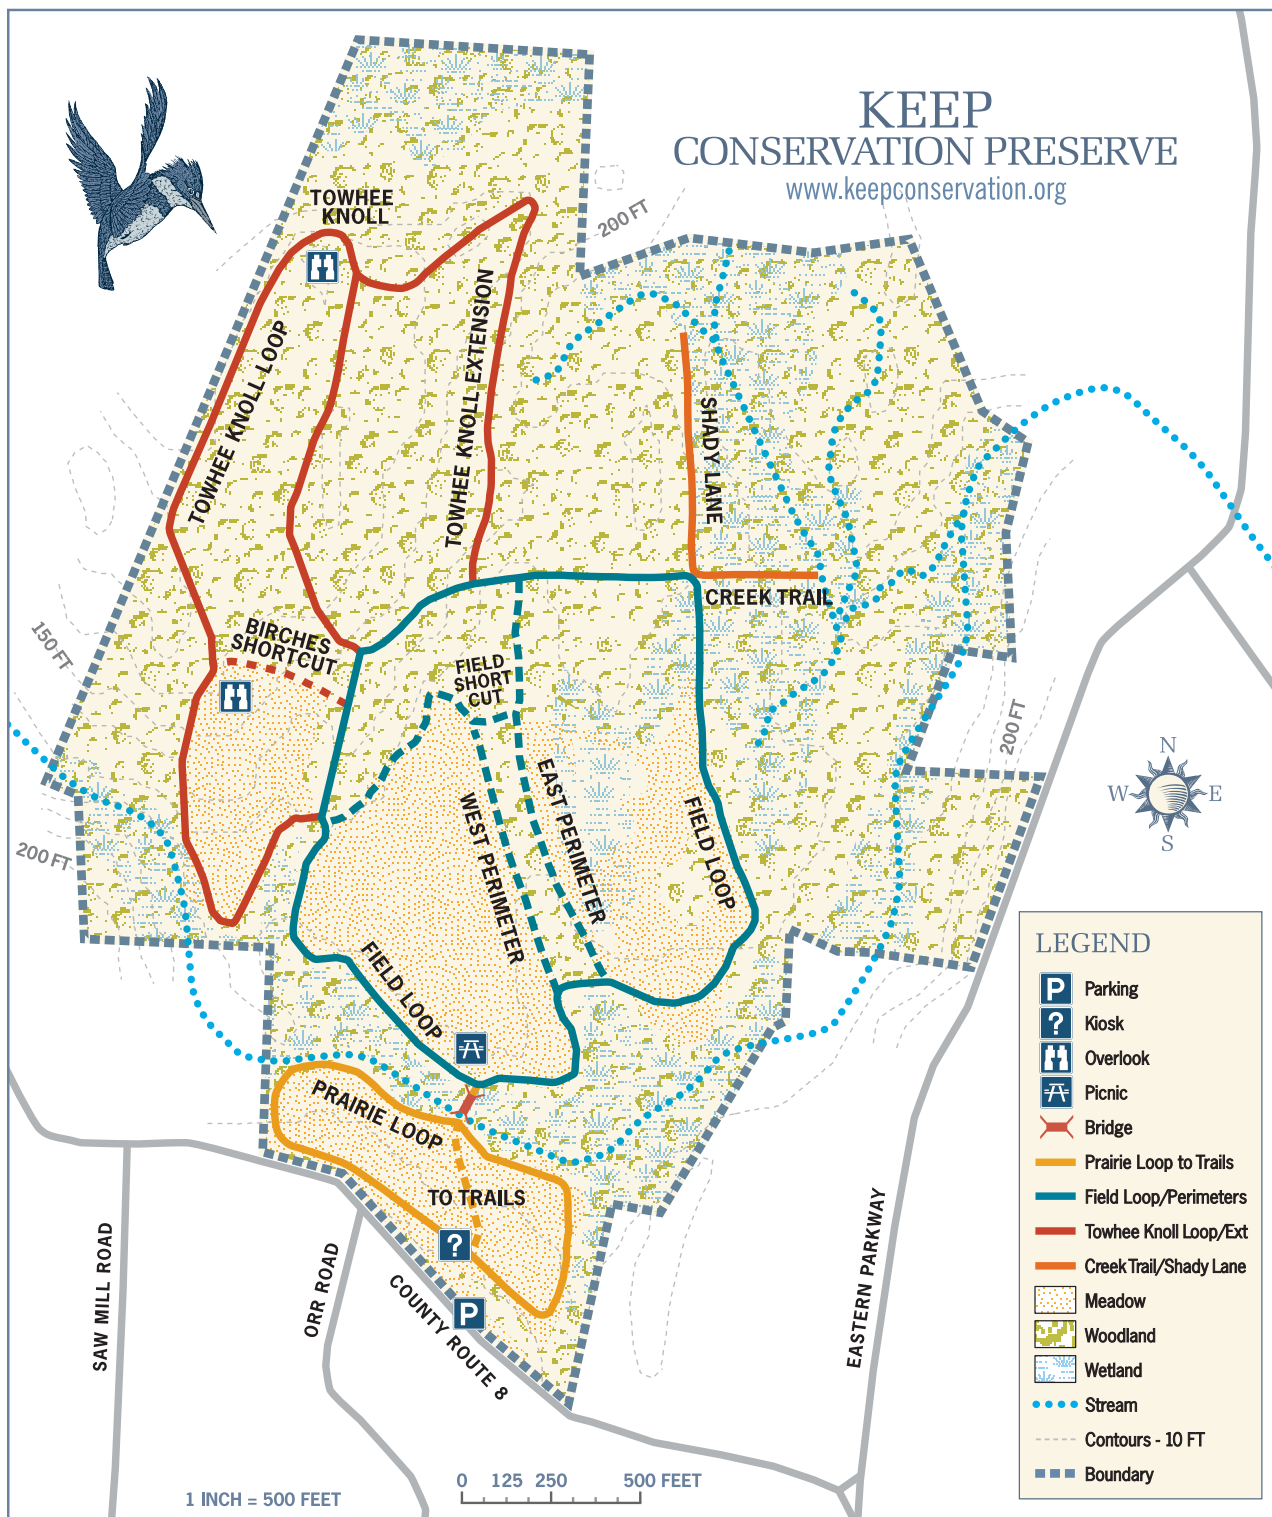 KEEP
CONSERVATION PRESERVE
www.keepconservation.org
TOWHEE
KNOLL
200 FT
TOWHEE KNOLL LOOP
TOWHEE KNOLL EXTENSION
SHADY LANE
CREEK TRAIL
BIRCHES
SHORTCUT
150 FT
FIELD
SHORT
CUT
200 FT
200 FT
WEST PERIMETER
EAST PERIMETER
FIELD LOOP
FIELD LOOP
N
W
E
S
PRAIRIE LOOP
TO TRAILS
?
P
SAW MILL ROAD
ORR ROAD
COUNTY ROUTE 8
EASTERN PARKWAY
LEGEND
P Parking
? Kiosk
Overlook
Picnic
Bridge
Prairie Loop to Trails
Field Loop/Perimeters
Towhee Knoll Loop/Ext
Creek Trail/Shady Lane
Meadow
Woodland
Wetland
Stream
Contours - 10 FT
Boundary
1 INCH = 500 FEET
0 125 250 500 FEET